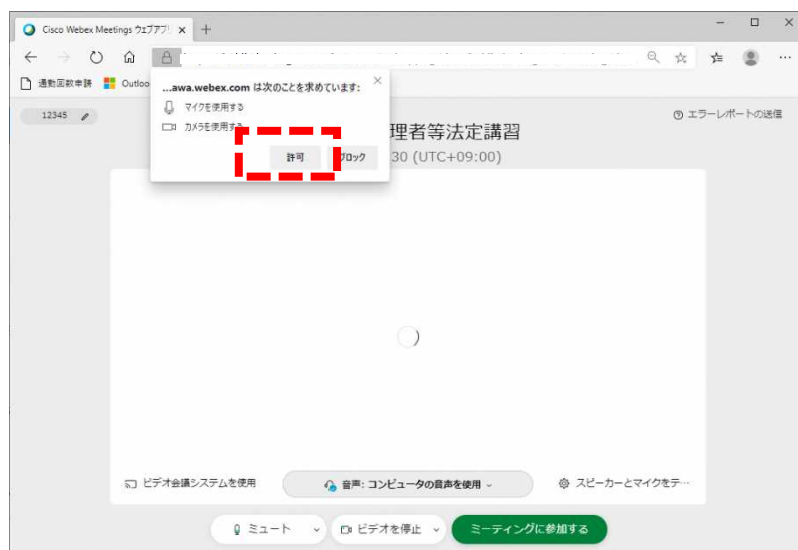 Cisco Webex Meetings ウェブアプリ
通勤回数申請
Outloo
...awa.webex.com は次のことを求めています:
マイクを使用する
カメラを使用する
許可
ブロック
12345
エラーレポートの送信
理者等法定講習
30 (UTC+09:00)
ビデオ会議システムを使用
音声: コンピュータの音声を使用
スピーカーとマイクをテ…
ミュート
ビデオを停止
ミーティングに参加する